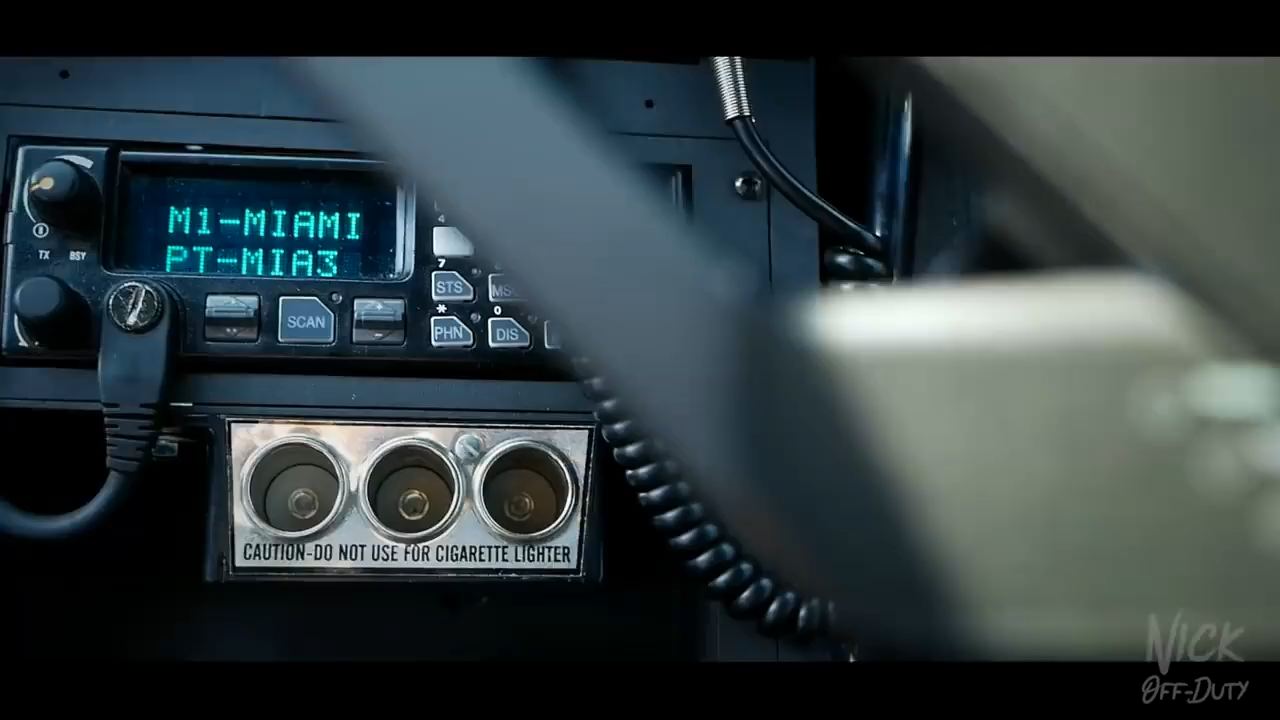 M1-MIAMI
PT-MIA3
TX BSY
4
7
STS
SCAN
* 0
PHN DIS
CAUTION-DO NOT USE FOR CIGARETTE LIGHTER
NICK
OFF-DUTY